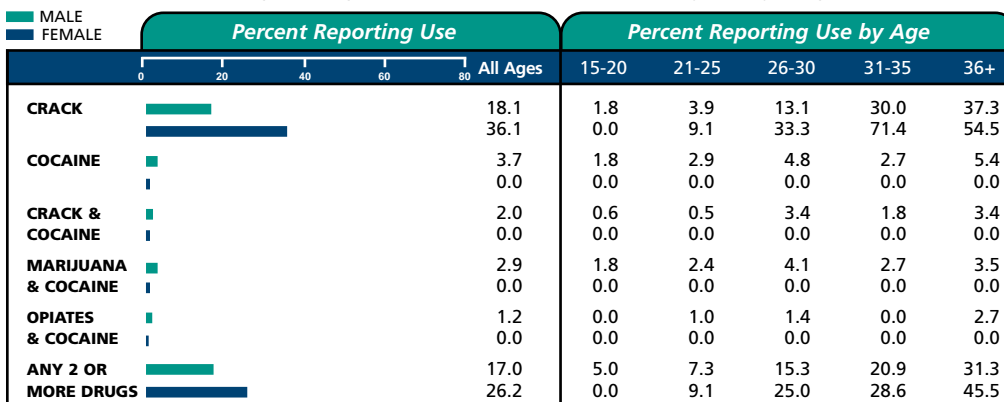 MALE
FEMALE
Percent Reporting Use
Percent Reporting Use by Age
0 20 40 60 80 All Ages 15-20 21-25 26-30 31-35 36+
CRACK 18.1 1.8 3.9 13.1 30.0 37.3
36.1 0.0 9.1 33.3 71.4 54.5
COCAINE 3.7 1.8 2.9 4.8 2.7 5.4
0.0 0.0 0.0 0.0 0.0 0.0
CRACK & 2.0 0.6 0.5 3.4 1.8 3.4
COCAINE 0.0 0.0 0.0 0.0 0.0 0.0
MARIJUANA 2.9 1.8 2.4 4.1 2.7 3.5
& COCAINE 0.0 0.0 0.0 0.0 0.0 0.0
OPIATES 1.2 0.0 1.0 1.4 0.0 2.7
& COCAINE 0.0 0.0 0.0 0.0 0.0 0.0
ANY 2 OR 17.0 5.0 7.3 15.3 20.9 31.3
MORE DRUGS 26.2 0.0 9.1 25.0 28.6 45.5